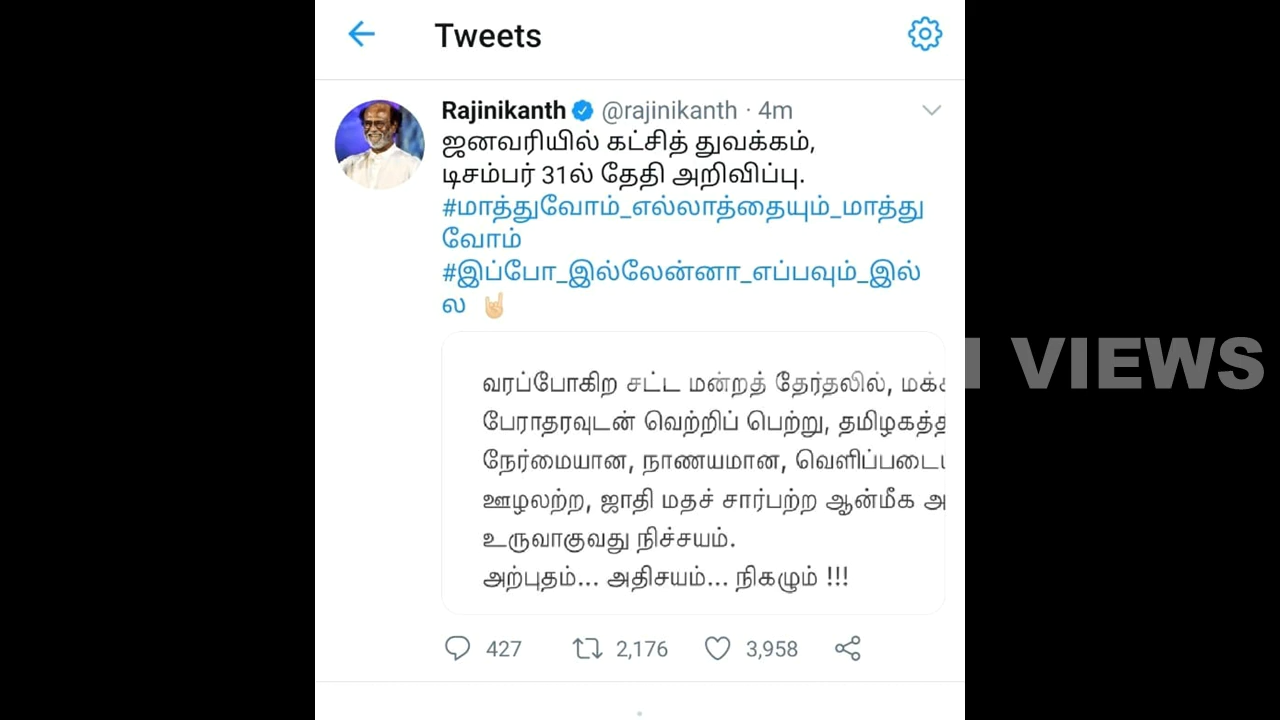 Tweets
Rajinikanth @rajinikanth · 4m
ஜனவரியில் கட்சித் துவக்கம்,
டிசம்பர் 31ல் தேதி அறிவிப்பு.
#மாத்துவோம்_எல்லாத்தையும்_மாத்து
வோம்
#இப்போ_இல்லேன்னா_எப்பவும்_இல்
ல 🤘🏻
வரப்போகிற சட்ட மன்றத் தேர்தலில்,
பேராதரவுடன் வெற்றிப் பெற்று,
நேர்மையான, நாணயமான,
ஊழலற்ற, ஜாதி மதச் சார்பற்ற ஆன்மீக
உருவாகுவது நிச்சயம்.
அற்புதம்... அதிசயம்... நிகழும் !!!
427 2,176 3,958
VIEWS